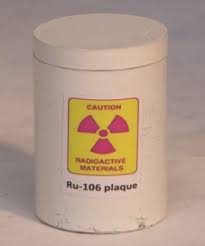 CAUTION
RADIOACTIVE
MATERIALS
Ru-106 plaque